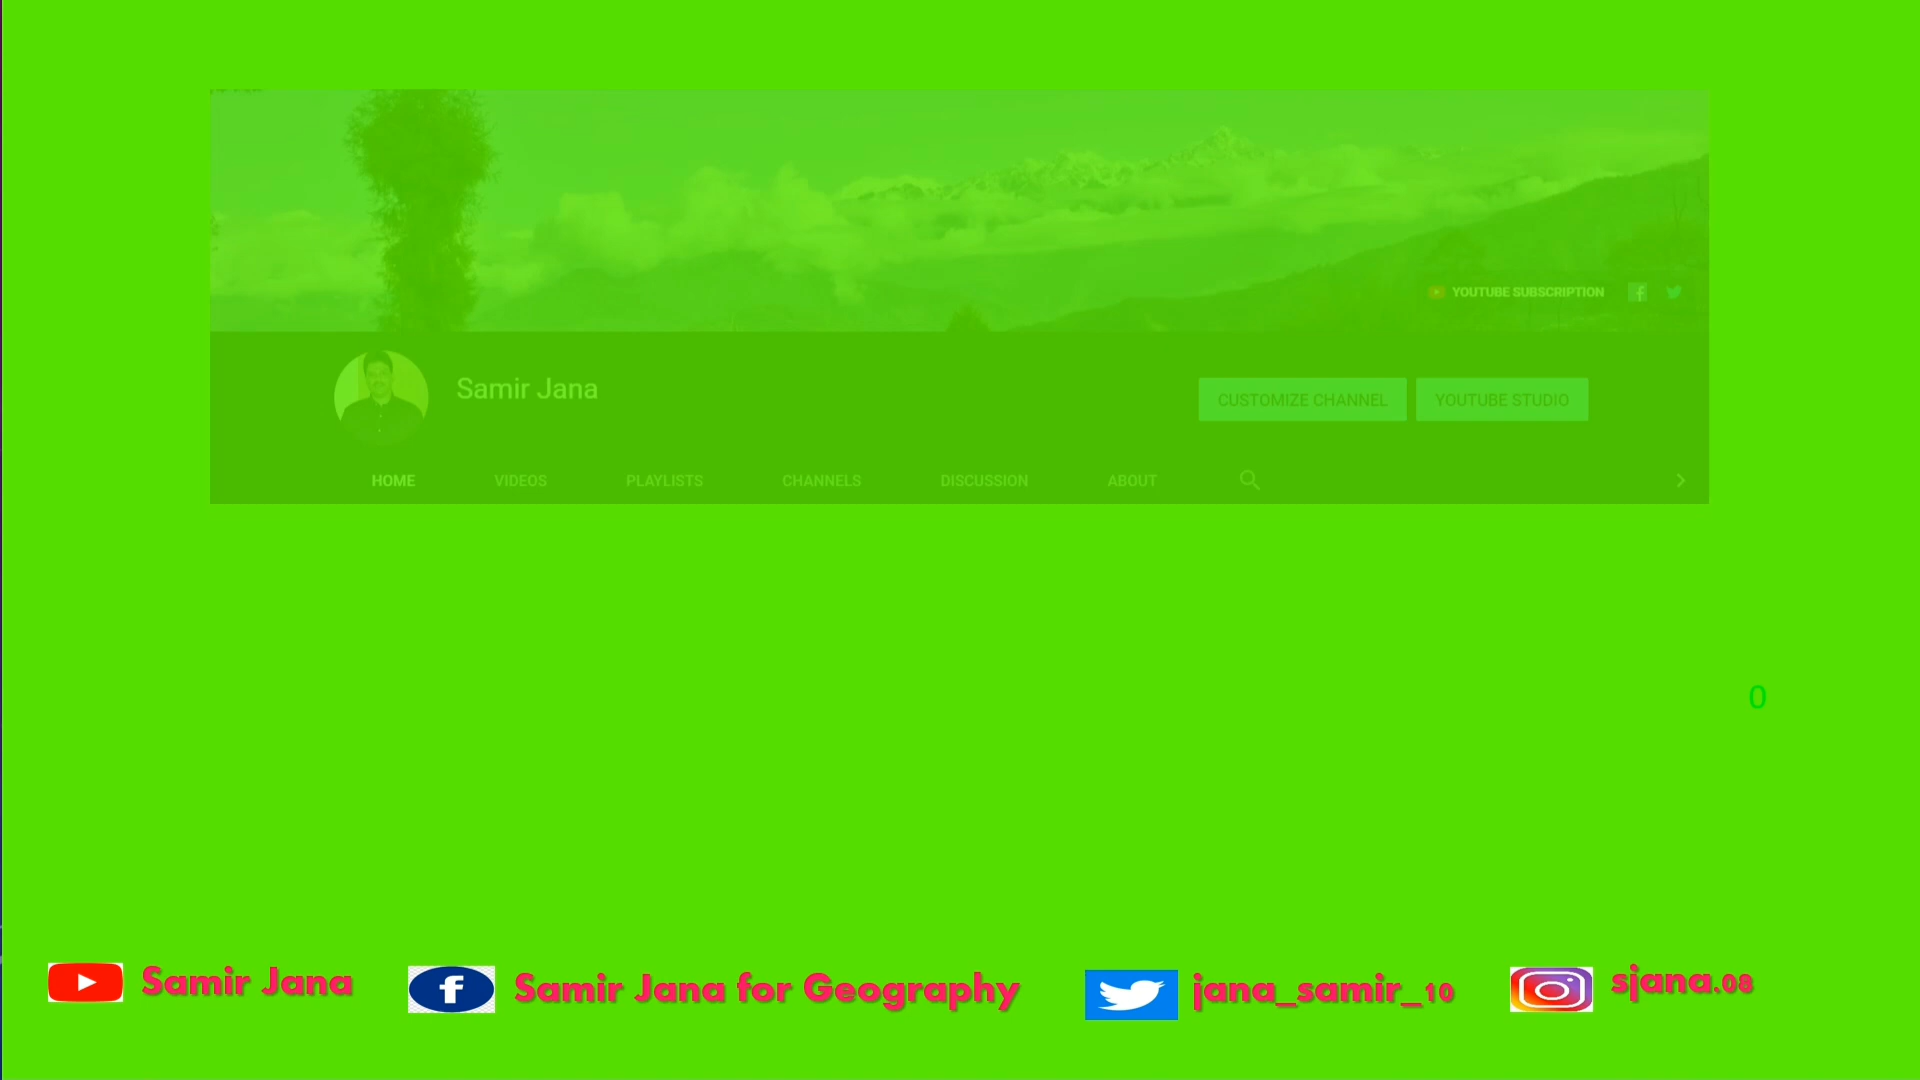 YOUTUBE SUBSCRIPTION
Samir Jana
CUSTOMIZE CHANNEL
YOUTUBE STUDIO
HOME VIDEOS PLAYLISTS CHANNELS DISCUSSION ABOUT
0
Samir Jana
Samir Jana for Geography
jana_samir_10
sjana.08